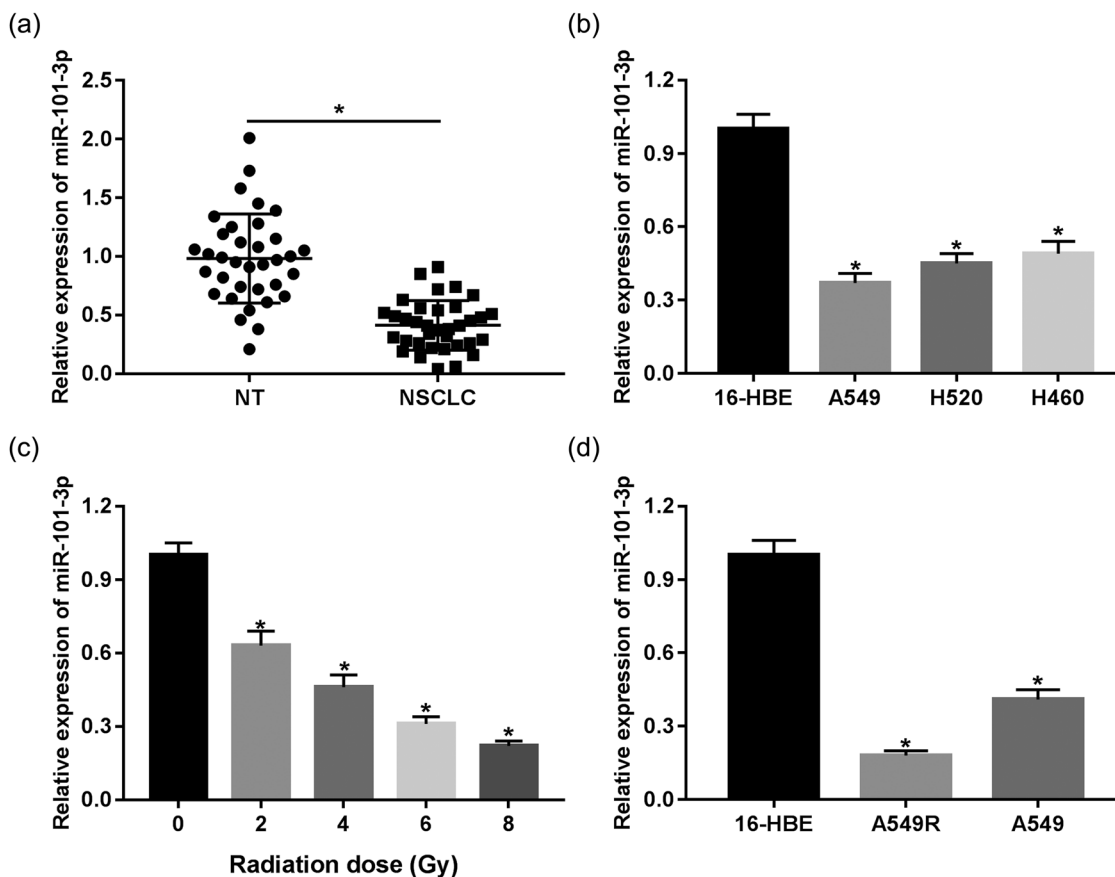 (a)
Relative expression of miR-101-3p
2.5
2.0
1.5
1.0
0.5
0.0
*
NT NSCLC
(b)
Relative expression of miR-101-3p
1.2
0.9
0.6
0.3
0.0
* * *
16-HBE A549 H520 H460
(c)
Relative expression of miR-101-3p
1.2
0.9
0.6
0.3
0.0
* * * *
0 2 4 6 8
Radiation dose (Gy)
(d)
Relative expression of miR-101-3p
1.2
0.9
0.6
0.3
0.0
* *
16-HBE A549R A549